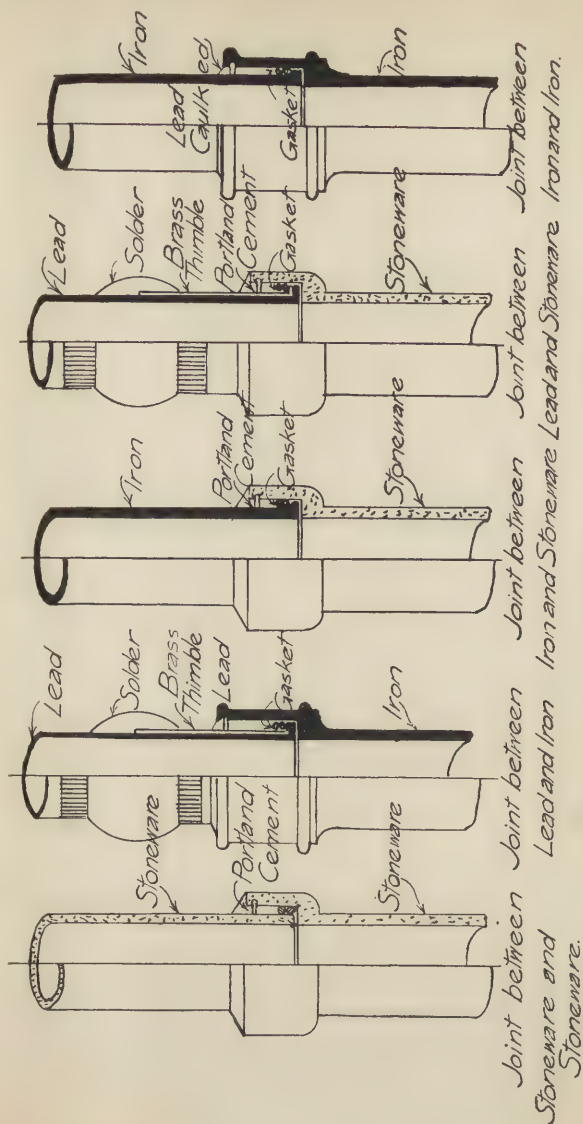 Stoneware
Portland
Cement
Stoneware
Joint between
Stoneware and
Stoneware.
Lead
Solder
Brass
Thimble
Lead
Gasket
Iron
Joint between
Lead and Iron
Iron
Portland
Cement
Gasket
Stoneware
Joint between
Iron and Stoneware
Lead
Solder
Brass
Thimble
Portland
Cement
Gasket
Stoneware
Joint between
Lead and Stoneware
Iron
Lead
Caulked
Gasket
Iron
Joint between
Iron and Iron.